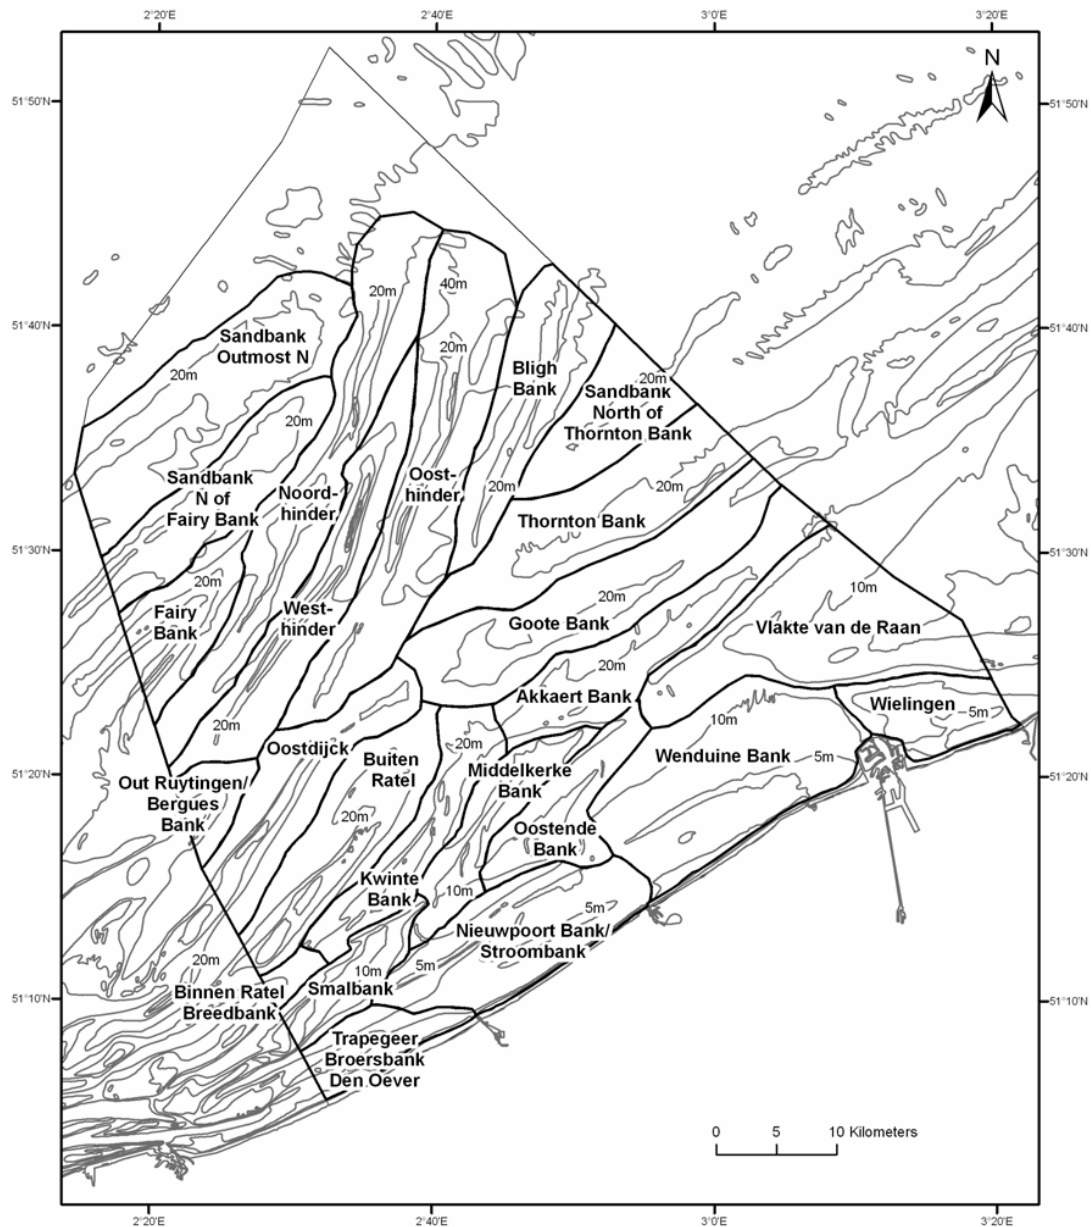 2°20'E
2°40'E
3°0'E
3°20'E
N
51°50'N
51°50'N
20m
40m
51°40'N
51°40'N
Sandbank
Outmost N
20m
20m
Bligh
Bank
20m
Sandbank
North of
Thornton Bank
20m
Sandbank
N of
Fairy Bank
Noord-
hinder
Oost-
hinder
20m
20m
Thornton Bank
51°30'N
51°30'N
20m
10m
Fairy
Bank
West-
hinder
20m
Goote Bank
Vlakte van de Raan
20m
Akkaert Bank
Wielingen
5m
20m
10m
Oostdijck
20m
Buiten
Ratel
Wenduine Bank
5m
51°20'N
51°20'N
Out Ruytingen/
Bergues
Bank
Middelkerke
Bank
20m
Oostende
Bank
Kwinte
Bank
10m
5m
Nieuwpoort Bank/
Stroombank
20m
10m
5m
Smalbank
Binnen Ratel
Breedbank
51°10'N
51°10'N
Trapegeer
Broersbank
Den Oever
0 5 10 Kilometers
2°20'E
2°40'E
3°0'E
3°20'E